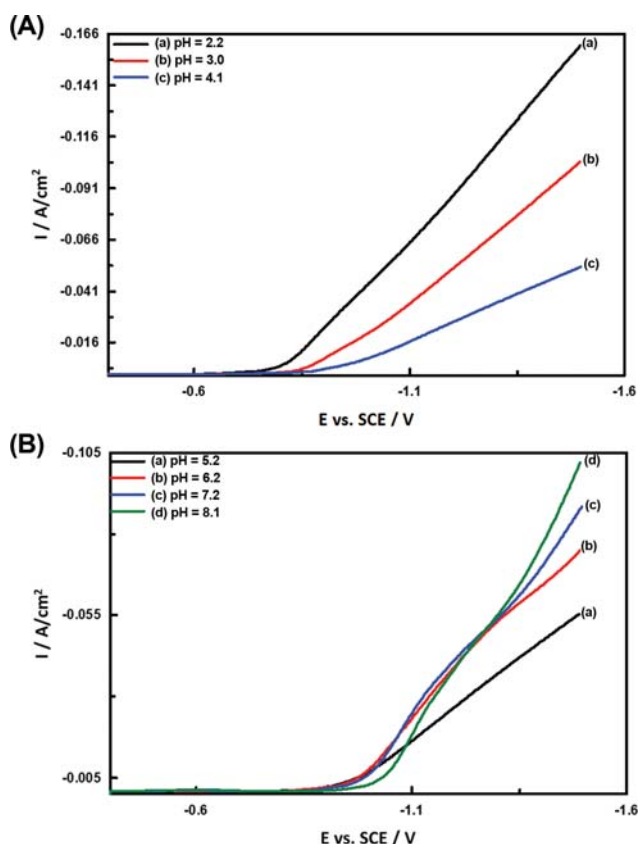 (A)
-0.166
(a) pH = 2.2
(a)
(b) pH = 3.0
-0.141
(c) pH = 4.1
-0.116
I / A/cm²
(b)
-0.091
-0.066
(c)
-0.041
-0.016
-0.6
-1.1
-1.6
E vs. SCE / V
(B)
-0.105
(a) pH = 5.2
(d)
(b) pH = 6.2
(c) pH = 7.2
(c)
(d) pH = 8.1
(b)
I / A/cm²
-0.055
(a)
-0.005
-0.6
-1.1
-1.6
E vs. SCE / V